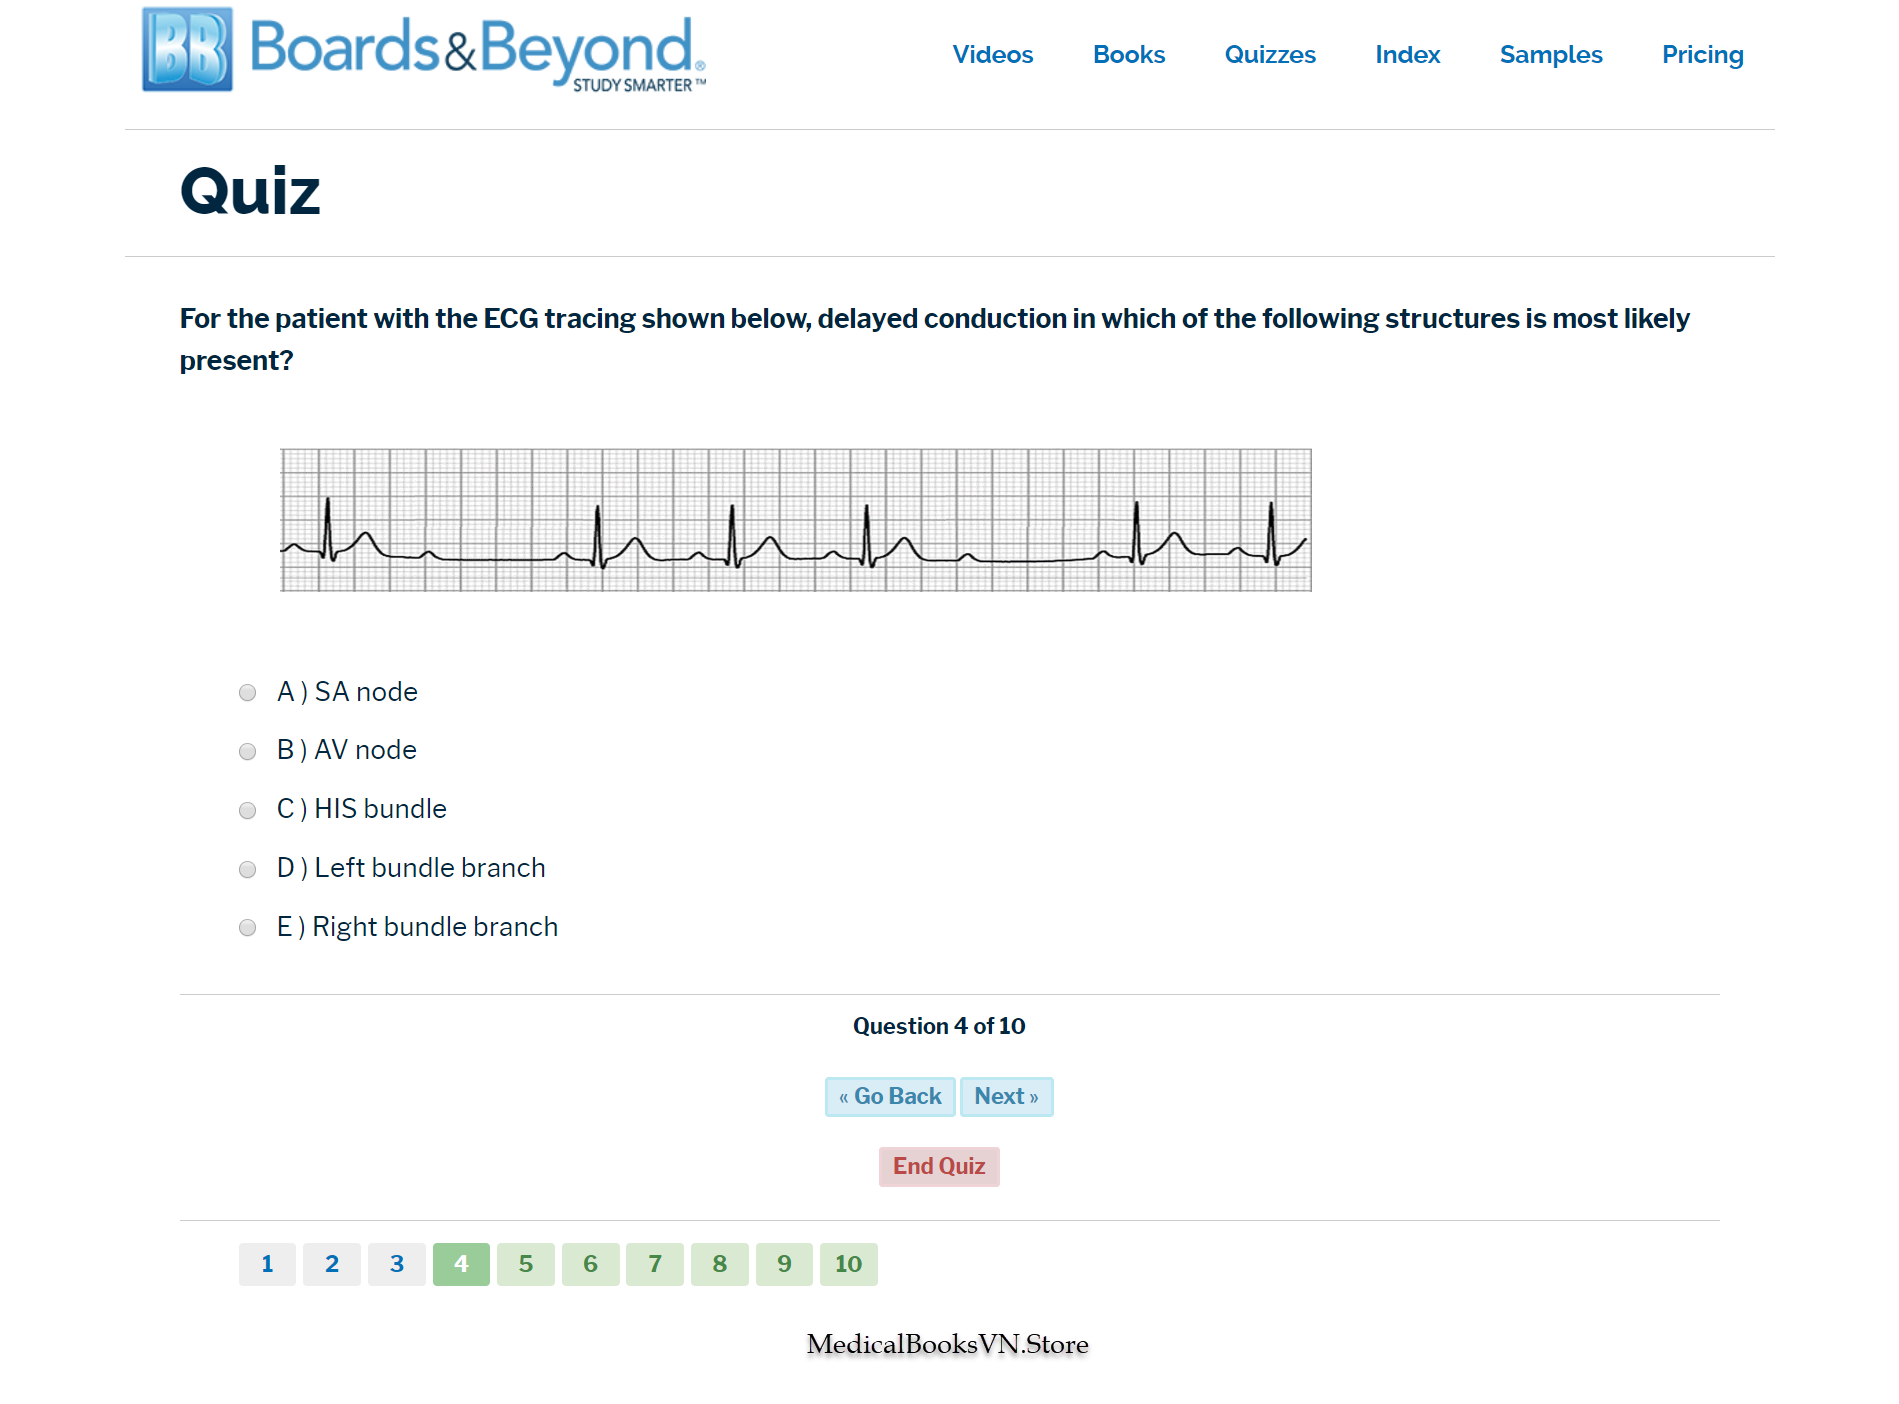 BB Boards&Beyond®
STUDY SMARTER™
Videos Books Quizzes Index Samples Pricing
Quiz
For the patient with the ECG tracing shown below, delayed conduction in which of the following structures is most likely
present?
A ) SA node
B ) AV node
C ) HIS bundle
D ) Left bundle branch
E ) Right bundle branch
Question 4 of 10
« Go Back Next »
End Quiz
1 2 3 4 5 6 7 8 9 10
MedicalBooksVN.Store